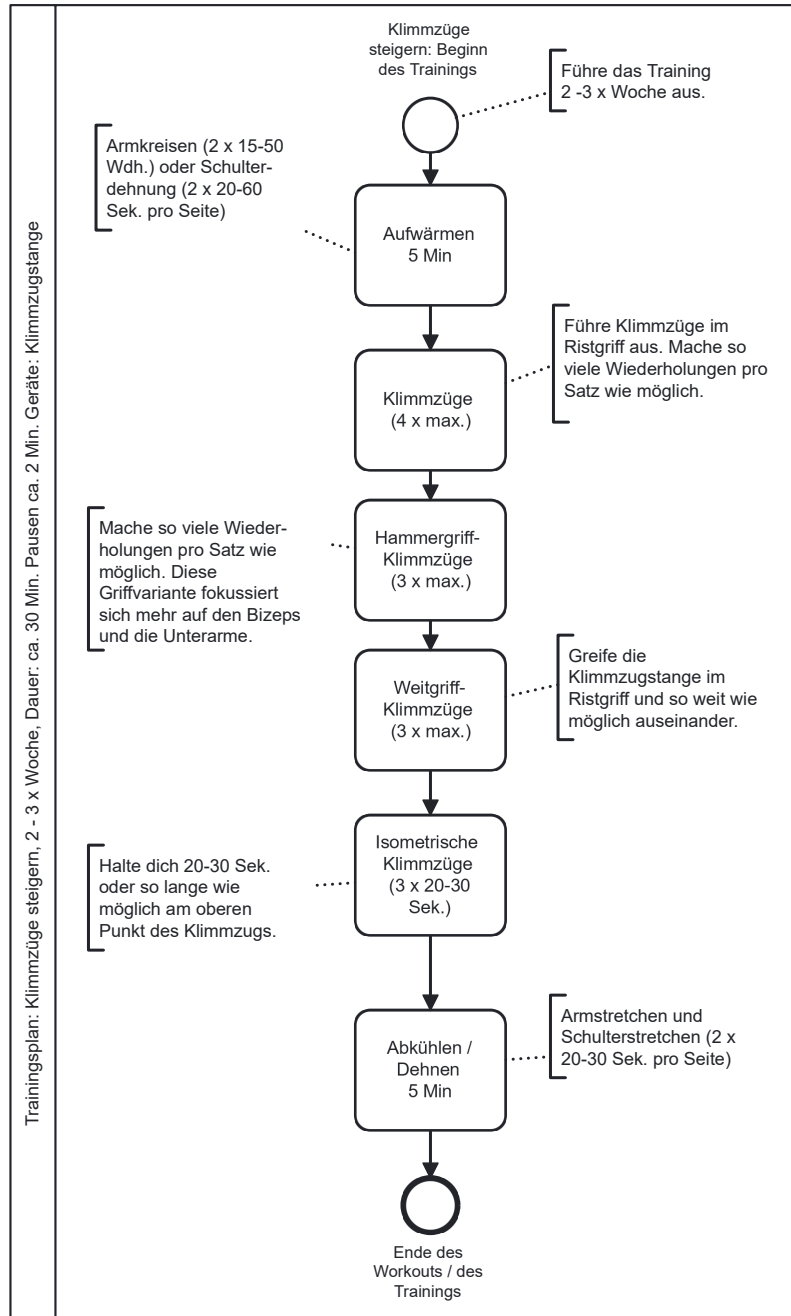 Trainingsplan: Klimmzüge steigern, 2 - 3 x Woche, Dauer: ca. 30 Min. Pausen ca. 2 Min. Geräte: Klimmzugstange
Klimmzüge
steigern: Beginn
des Trainings
Führe das Training
2 -3 x Woche aus.
Armkreisen (2 x 15-50
Wdh.) oder Schulter-
dehnung (2 x 20-60
Sek. pro Seite)
Aufwärmen
5 Min
Führe Klimmzüge im
Ristgriff aus. Mache so
viele Wiederholungen pro
Satz wie möglich.
Klimmzüge
(4 x max.)
Mache so viele Wieder-
holungen pro Satz wie
möglich. Diese
Griffvariante fokussiert
sich mehr auf den Bizeps
und die Unterarme.
Hammergriff-
Klimmzüge
(3 x max.)
Greife die
Klimmzugstange im
Ristgriff und so weit wie
möglich auseinander.
Weitgriff-
Klimmzüge
(3 x max.)
Halte dich 20-30 Sek.
oder so lange wie
möglich am oberen
Punkt des Klimmzugs.
Isometrische
Klimmzüge
(3 x 20-30
Sek.)
Armstretchen und
Schulterstretchen (2 x
20-30 Sek. pro Seite)
Abkühlen /
Dehnen
5 Min
Ende des
Workouts / des
Trainings